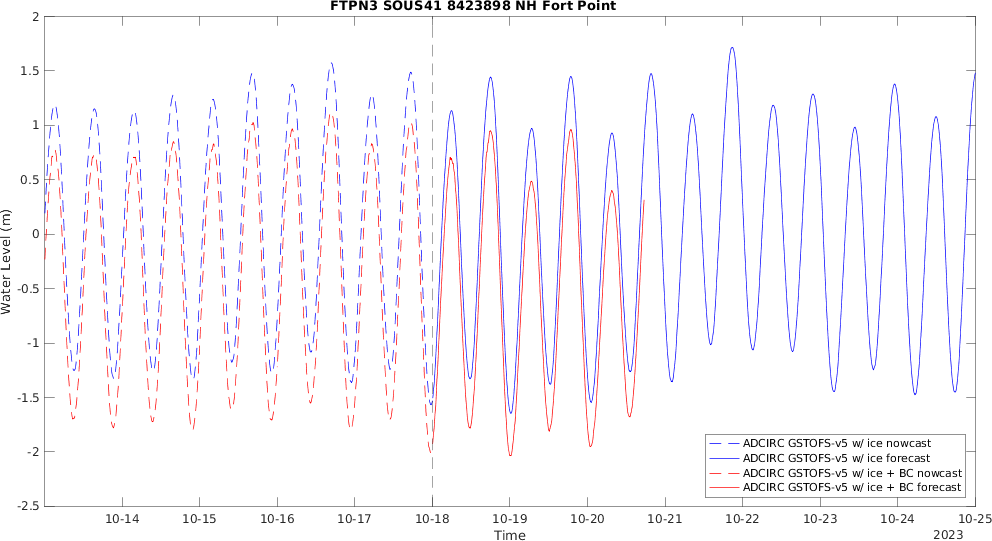 FTPN3 SOUS41 8423898 NH Fort Point
2
1.5
1
0.5
0
-0.5
-1
-1.5
-2
-2.5
Water Level (m)
ADCIRC GSTOFS-v5 w/ ice nowcast
ADCIRC GSTOFS-v5 w/ ice forecast
ADCIRC GSTOFS-v5 w/ ice + BC nowcast
ADCIRC GSTOFS-v5 w/ ice + BC forecast
10-14 10-15 10-16 10-17 10-18 10-19 10-20 10-21 10-22 10-23 10-24 10-25
Time
2023